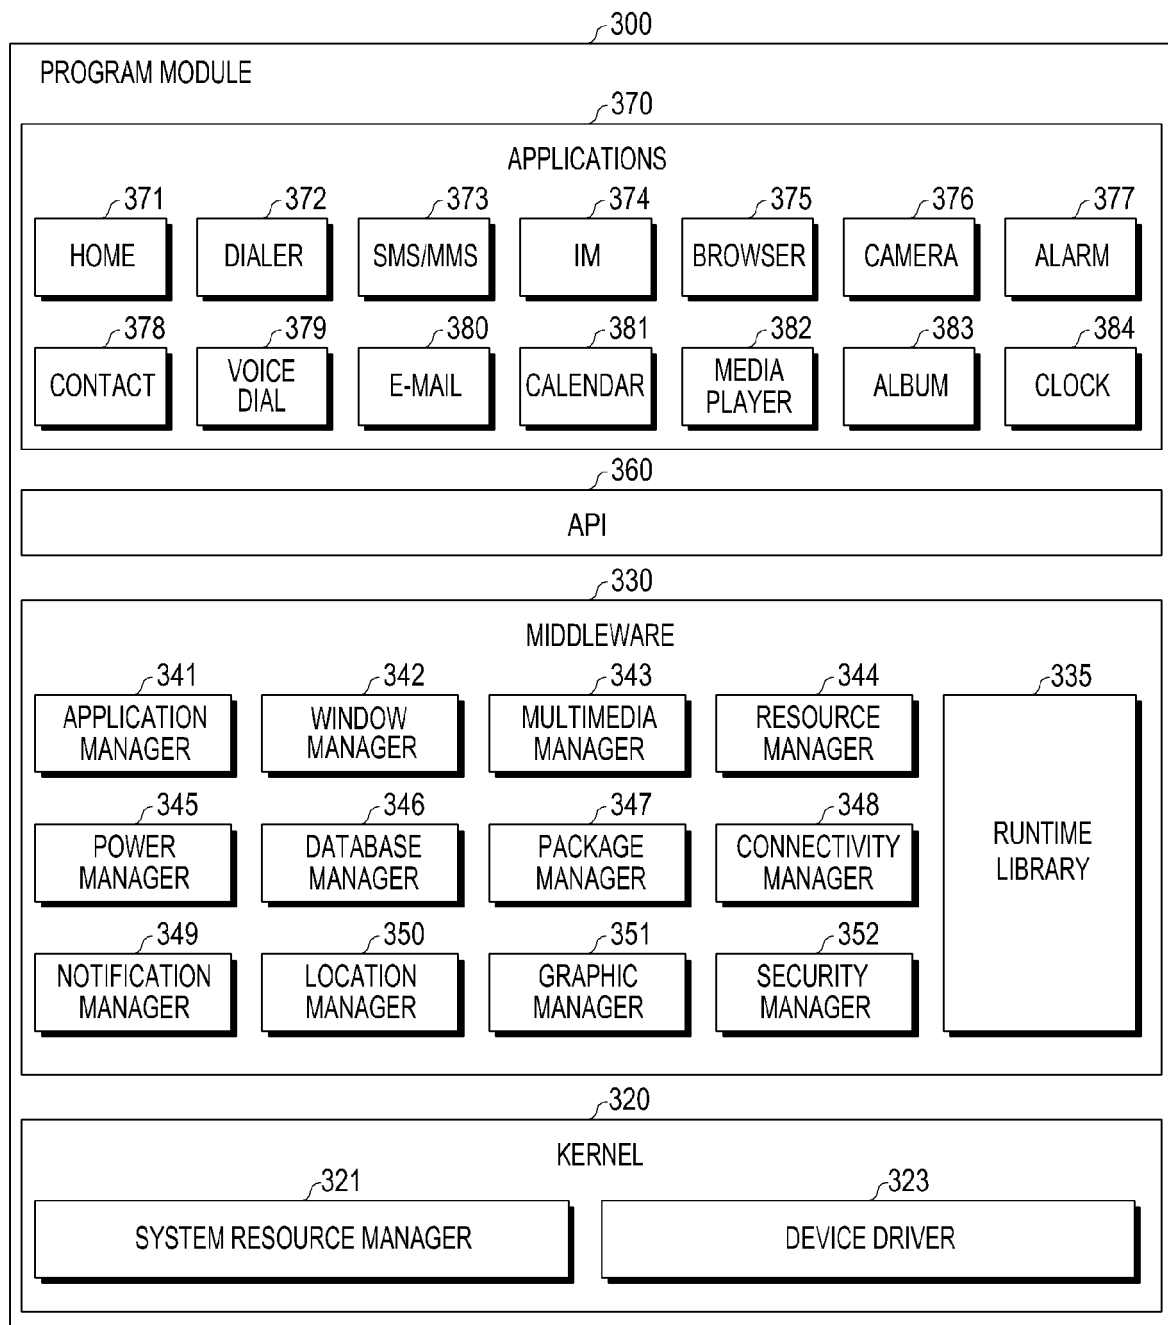 300
PROGRAM MODULE
370
APPLICATIONS
371 372 373 374 375 376 377
HOME DIALER SMS/MMS IM BROWSER CAMERA ALARM
378 379 380 381 382 383 384
CONTACT VOICE DIAL E-MAIL CALENDAR MEDIA PLAYER ALBUM CLOCK
360
API
330
MIDDLEWARE
341 342 343 344 335
APPLICATION MANAGER WINDOW MANAGER MULTIMEDIA MANAGER RESOURCE MANAGER
345 346 347 348
POWER MANAGER DATABASE MANAGER PACKAGE MANAGER CONNECTIVITY MANAGER
RUNTIME LIBRARY
349 350 351 352
NOTIFICATION MANAGER LOCATION MANAGER GRAPHIC MANAGER SECURITY MANAGER
320
KERNEL
321 323
SYSTEM RESOURCE MANAGER DEVICE DRIVER